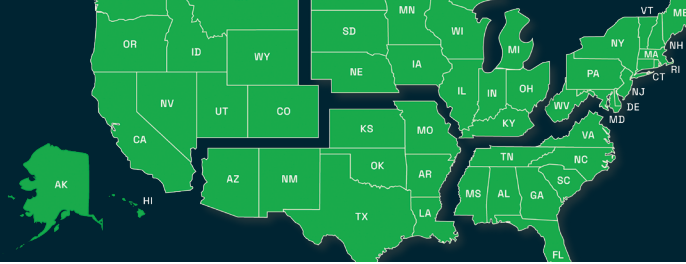 VT
MN
ME
OR
SD
WI
MI
NY
NH
ID
WY
MA
NE
IA
PA
CT
RI
NV
UT
CO
IL
IN
OH
NJ
WV
DE
MD
CA
KS
MO
KY
VA
TN
NC
AK
AZ
NM
OK
AR
SC
HI
TX
LA
MS
AL
GA
FL